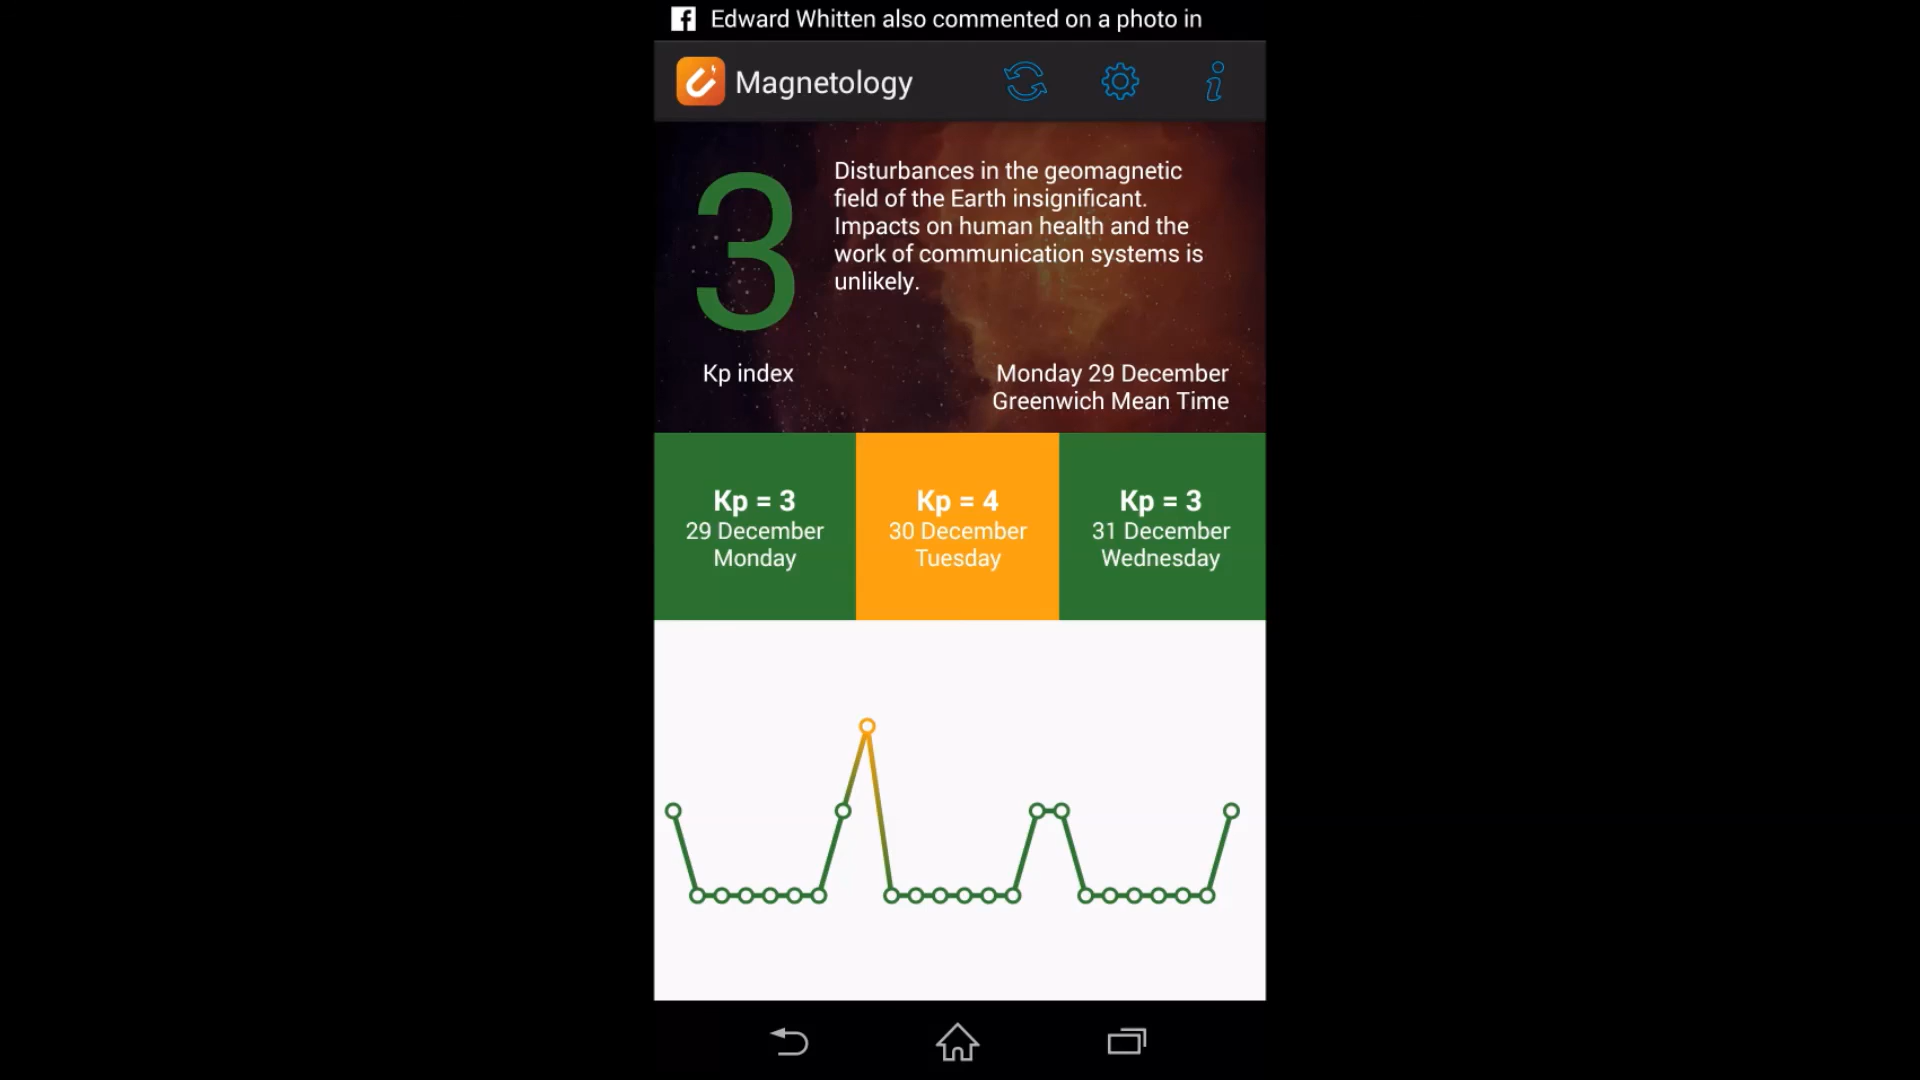 Edward Whitten also commented on a photo in
Magnetology
3
Disturbances in the geomagnetic
field of the Earth insignificant.
Impacts on human health and the
work of communication systems is
unlikely.
Kp index
Monday 29 December
Greenwich Mean Time
Kp = 3
29 December
Monday
Kp = 4
30 December
Tuesday
Kp = 3
31 December
Wednesday